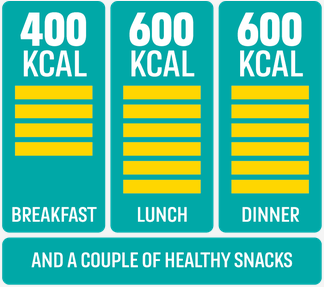 400
KCAL
BREAKFAST
600
KCAL
LUNCH
600
KCAL
DINNER
AND A COUPLE OF HEALTHY SNACKS